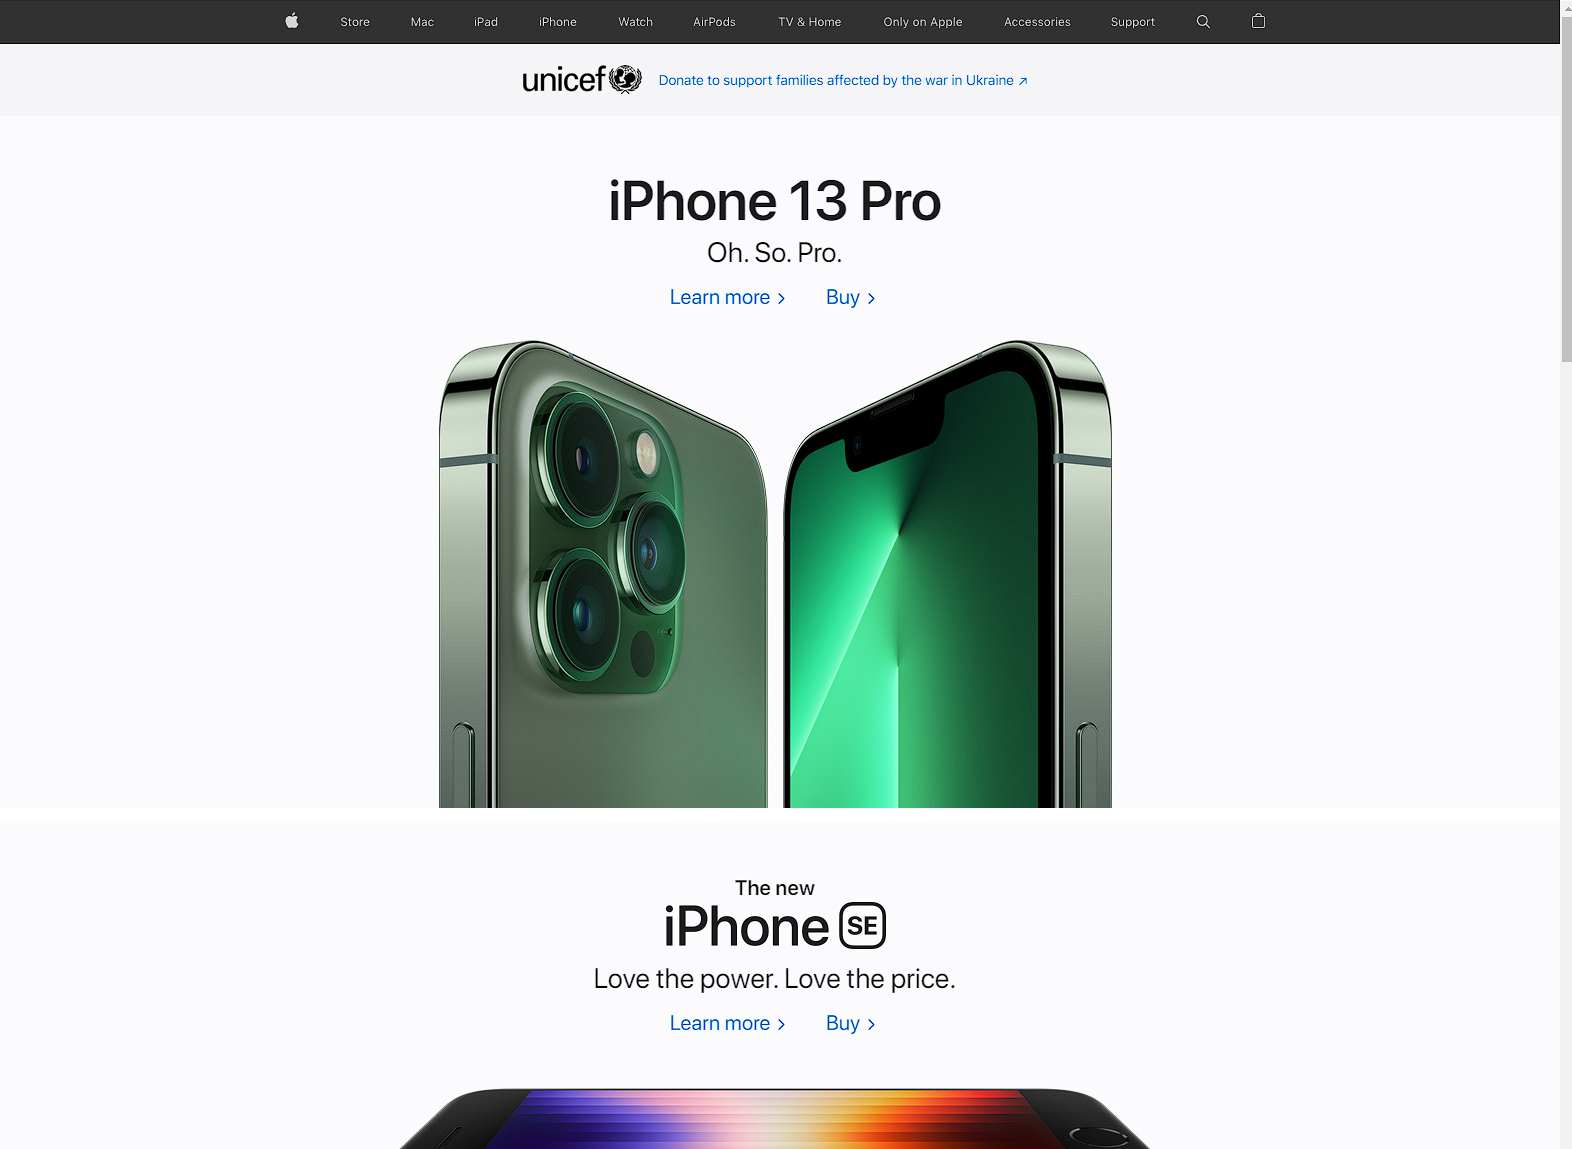 Store Mac iPad iPhone Watch AirPods TV & Home Only on Apple Accessories Support
unicef Donate to support families affected by the war in Ukraine ↗
iPhone 13 Pro
Oh. So. Pro.
Learn more > Buy >
The new
iPhone SE
Love the power. Love the price.
Learn more > Buy >